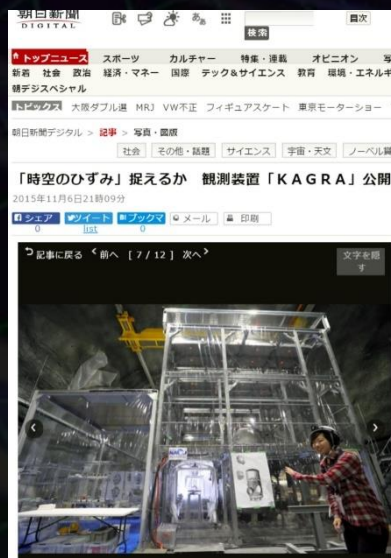 朝日新聞
DIGITAL
検索
目次
トップニュース スポーツ カルチャー 特集・連載 オピニオン
新着 社会 政治 経済・マネー 国際 テック&サイエンス 教育 環境・エネルギ
朝デジスペシャル
トピックス 大阪ダブル選 MRJ VW不正 フィギュアスケート 東京モーターショー
朝日新聞デジタル > 記事 > 写真・図版
社会 その他・話題 サイエンス 宇宙・天文 ノーベル賞
「時空のひずみ」捉えるか 観測装置「KAGRA」公開
2015年11月6日21時09分
シェア ツイート ブックマ メール 印刷
0 list 0
記事に戻る 前へ [ 7 / 12 ] 次へ 文字を隠
す